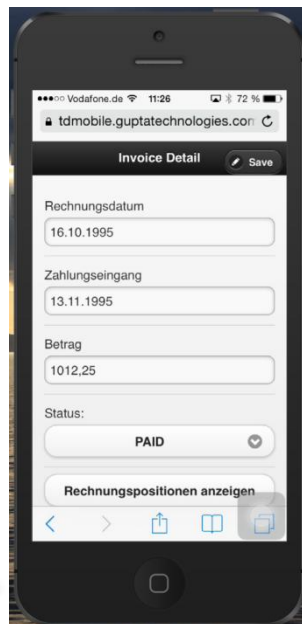 Vodafone.de 11:26 72 %
tdmobile.guptatechnologies.con
Invoice Detail Save
Rechnungsdatum
16.10.1995
Zahlungseingang
13.11.1995
Betrag
1012,25
Status:
PAID
Rechnungspositionen anzeigen